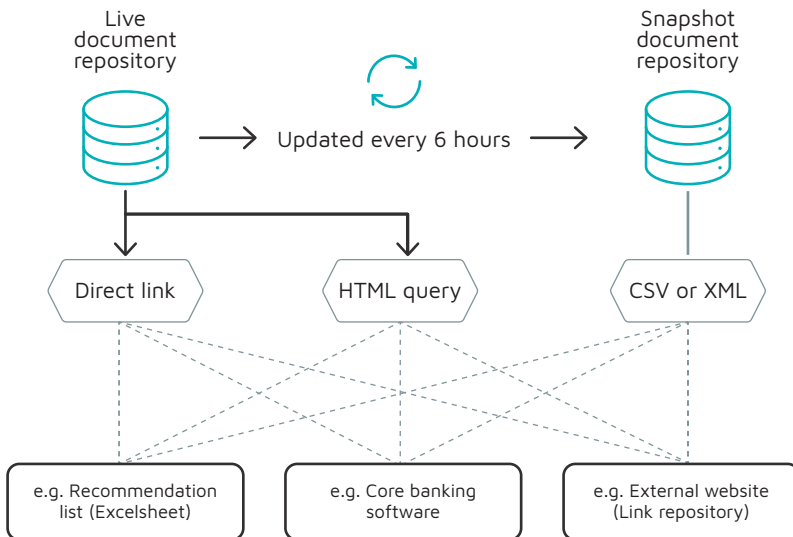 Live
document
repository
Snapshot
document
repository
Updated every 6 hours
Direct link
HTML query
CSV or XML
e.g. Recommendation
list (Excelsheet)
e.g. Core banking
software
e.g. External website
(Link repository)